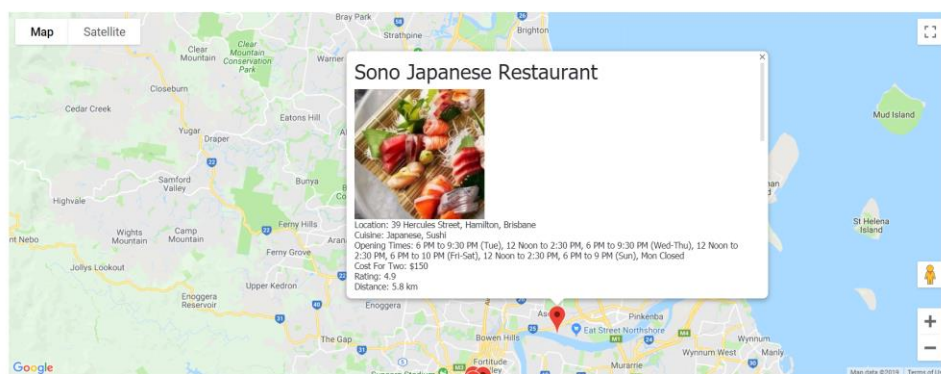 Map
Satellite
Bray Park
Strathpine
Brighton
Clear
Mountain
Clear
Mountain
Conservation
Park
Warner
Sono Japanese Restaurant
Closeburn
Cedar Creek
Eatons Hill
Mud Island
Yugar
Draper
Samford
Valley
Bunya
Highvale
Location: 39 Hercules Street, Hamilton, Brisbane
Cuisine: Japanese, Sushi
Opening Times: 6 PM to 9:30 PM (Tue), 12 Noon to 2:30 PM, 6 PM to 9:30 PM (Wed-Thu), 12 Noon to
2:30 PM, 6 PM to 10 PM (Fri-Sat), 12 Noon to 2:30 PM, 6 PM to 9 PM (Sun), Mon Closed
Cost For Two: $150
Rating: 4.9
Distance: 5.8 km
St Helena
Island
Wights
Mountain
Camp
Mountain
Ferny Hills
nt Nebo
Ferny Grove
Jollys Lookout
Upper Kedron
Enoggera
Reservoir
Enoggera
Pinkenba
Eat Street Northshore
The Gap
Bowen Hills
Wynnum
Wynnum West
Manly
Fortitude
Murarrie
Google
Map data ©2019
Terms of U